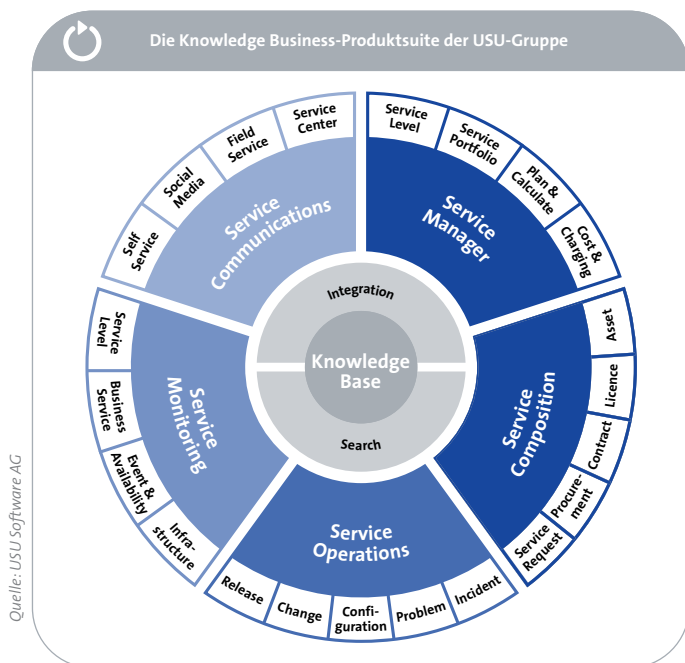 Die Knowledge Business-Produktsuite der USU-Gruppe
Service
Center
Field
Service
Social
Media
Self
Service
Service
Communications
Service
Level
Service
Portfolio
Plan &
Calculate
Cost &
Charging
Service
Manager
Asset
Licence
Contract
Procure-
ment
Service
Request
Service
Composition
Incident
Problem
Confi-
guration
Change
Release
Service
Operations
Infra-
structure
Event &
Availability
Business
Service
Service
Level
Service
Monitoring
Integration
Knowledge
Base
Search
Quelle: USU Software AG